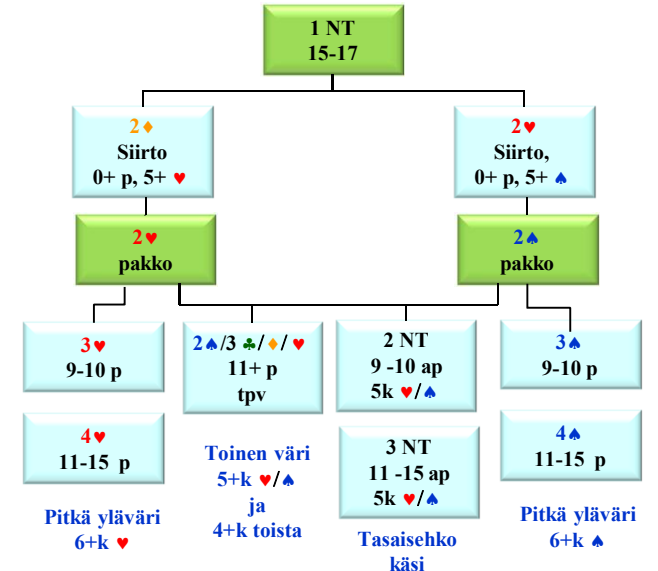 1 NT
15-17
2♦
Siirto
0+ p, 5+ ♥
2♥
Siirto,
0+ p, 5+ ♠
2♥
pakko
2♠
pakko
3♥
9-10 p
2♠/3 ♣/♦/ ♥
11+ p
tpv
2 NT
9 -10 ap
5k ♥/♠
3♠
9-10 p
4♥
11-15 p
Toinen väri
5+k ♥/♠
ja
4+k toista
3 NT
11 -15 ap
5k ♥/♠
4♠
11-15 p
Pitkä yläväri
6+k ♥
Tasaisehko
käsi
Pitkä yläväri
6+k ♠